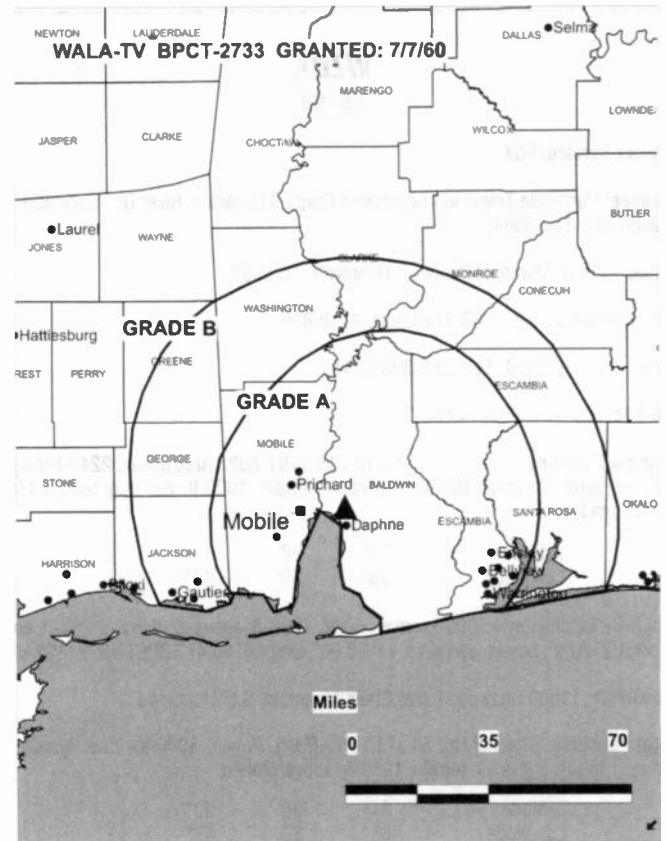 NEWTON LAUDERDALE DALLAS Selma
WALA-TV BPCT-2733 GRANTED: 7/7/60
MARENGO
LOWNDE
JASPER CLARKE CHOCTAW WILCOX
BUTLER
Laurel
JONES WAYNE
CLARKE MONROE
CONECUH
WASHINGTON
GRADE B
Hattiesburg
GREENE
REST PERRY ESCAMBIA
GRADE A
MOBILE
GEORGE
STONE Prichard BALDWIN
Mobile Daphne ESCAMBIA SANTA ROSA OKALO
HARRISON JACKSON Ensley
Biloxi Gautier Bellview
Warrington
Miles
0 35 70